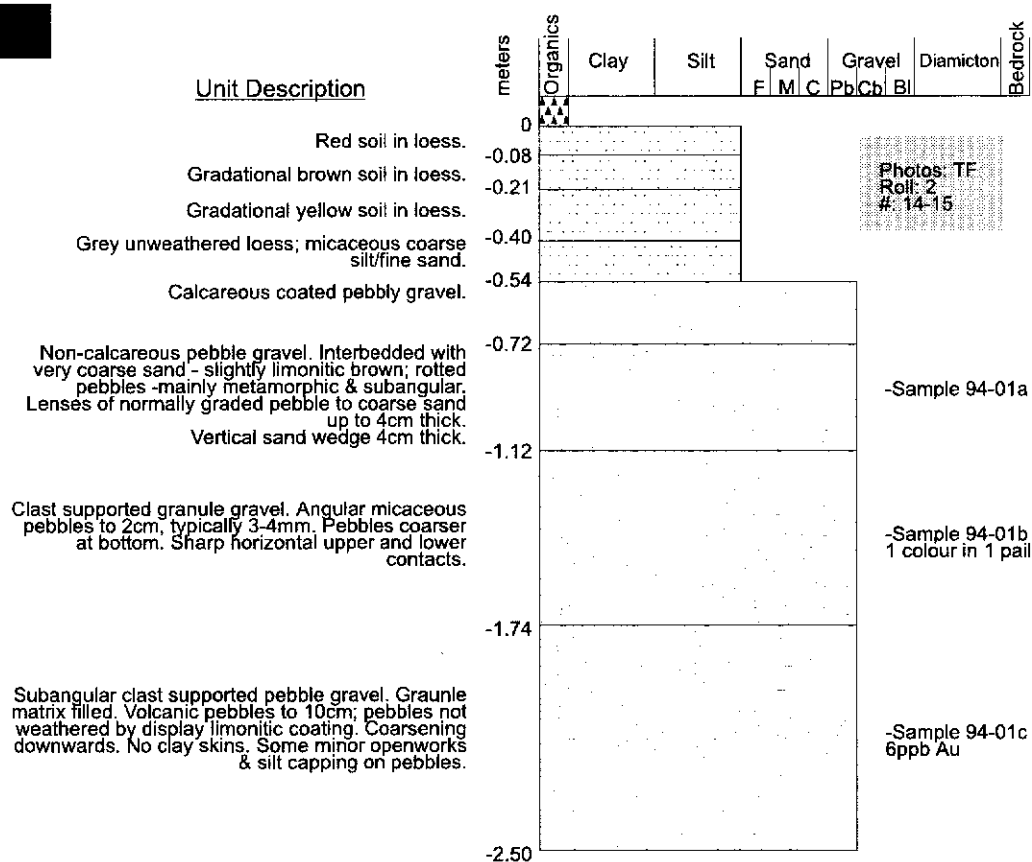 Unit Description
meters
Organics
Clay
Silt
Sand
Gravel
Diamicton
Bedrock
F M C Pb Cb Bl
0
Red soil in loess.
-0.08
Gradational brown soil in loess.
-0.21
Gradational yellow soil in loess.
-0.40
Grey unweathered loess; micaceous coarse
silt/fine sand.
-0.54
Calcareous coated pebbly gravel.
-0.72
Non-calcareous pebble gravel. Interbedded with
very coarse sand - slightly limonitic brown; rotted
pebbles -mainly metamorphic & subangular.
Lenses of normally graded pebble to coarse sand
up to 4cm thick.
Vertical sand wedge 4cm thick.
-1.12
Clast supported granule gravel. Angular micaceous
pebbles to 2cm, typically 3-4mm. Pebbles coarser
at bottom. Sharp horizontal upper and lower
contacts.
-1.74
Subangular clast supported pebble gravel. Graunle
matrix filled. Volcanic pebbles to 10cm; pebbles not
weathered by display limonitic coating. Coarsening
downwards. No clay skins. Some minor openworks
& silt capping on pebbles.
-2.50
Photos: TF
Roll: 2
#: 14-15
-Sample 94-01a
-Sample 94-01b
1 colour in 1 pail
-Sample 94-01c
6ppb Au